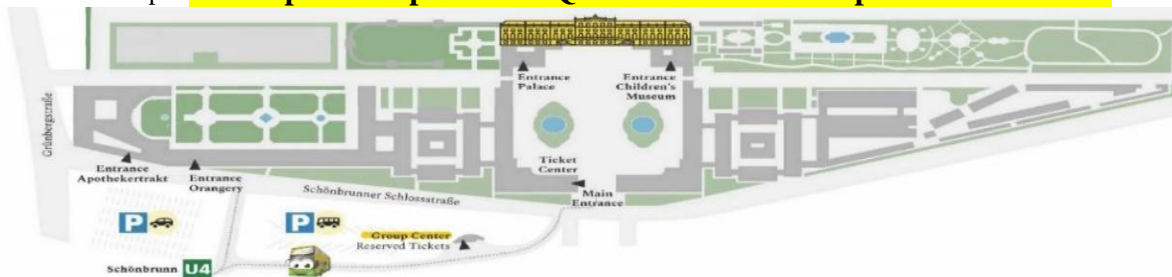 Entrance
Palace
Entrance
Children's
Museum
Grünbergstraße
Entrance
Apothekertrakt
Entrance
Orangery
Ticket
Center
Main
Entrance
Schönbrunner Schlossstraße
P
P
Group Center
Reserved Tickets
Schönbrunn U4